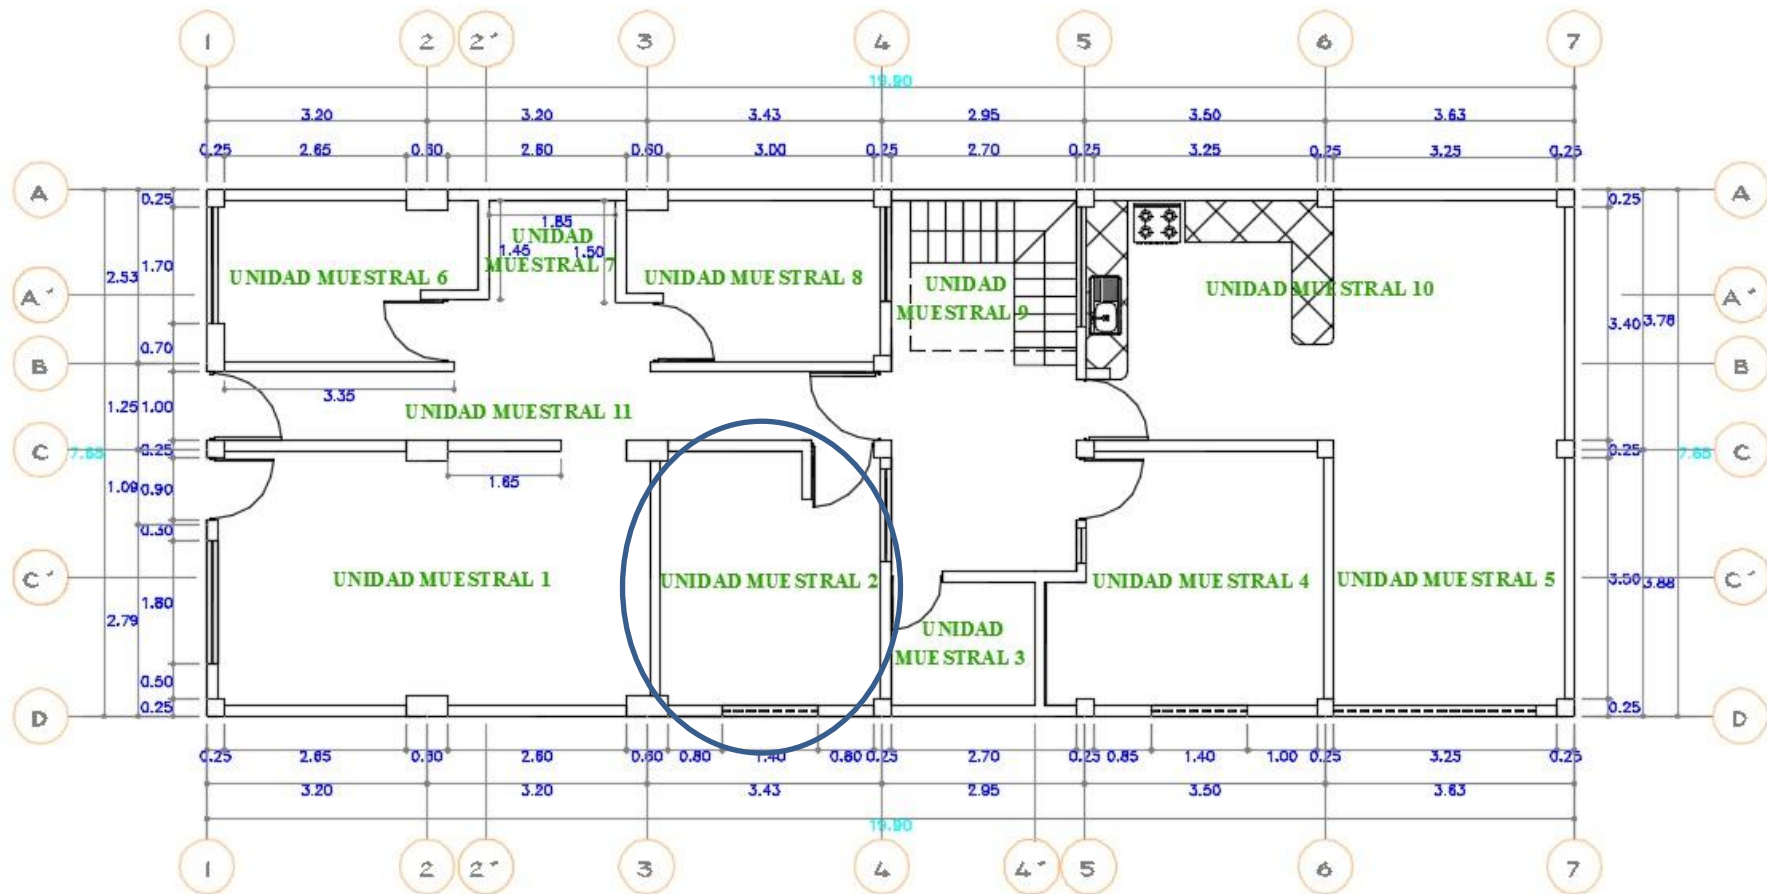 1 2 2' 3 4 5 6 7
19.90
3.20 3.20 3.43 2.95 3.50 3.63
0.25 2.65 0.60 2.60 0.60 3.00 0.25 2.70 0.25 3.25 0.25 3.25 0.25
A 0.25 0.25 A
1.85
1.45 1.50
UNIDAD
MUESTRAL 7
2.53 1.70
UNIDAD MUESTRAL 6
UNIDAD MUESTRAL 8
UNIDAD
MUESTRAL 9
UNIDAD MUESTRAL 10
A' A'
3.40 3.78
0.70
B B
3.35
1.25 1.00
UNIDAD MUESTRAL 11
C 7.65 0.25 0.25 7.65 C
1.65
1.09 0.90
0.30
C' C'
UNIDAD MUESTRAL 1
UNIDAD MUESTRAL 2
UNIDAD MUESTRAL 4
UNIDAD MUESTRAL 5
3.50 3.88
1.80
2.79
UNIDAD
MUESTRAL 3
0.50
0.25 0.25
D D
0.25 2.65 0.60 2.60 0.60 0.80 1.40 0.80 0.25 2.70 0.25 0.85 1.40 1.00 0.25 3.25 0.25
3.20 3.20 3.43 2.95 3.50 3.63
19.90
1 2 2' 3 4 4' 5 6 7